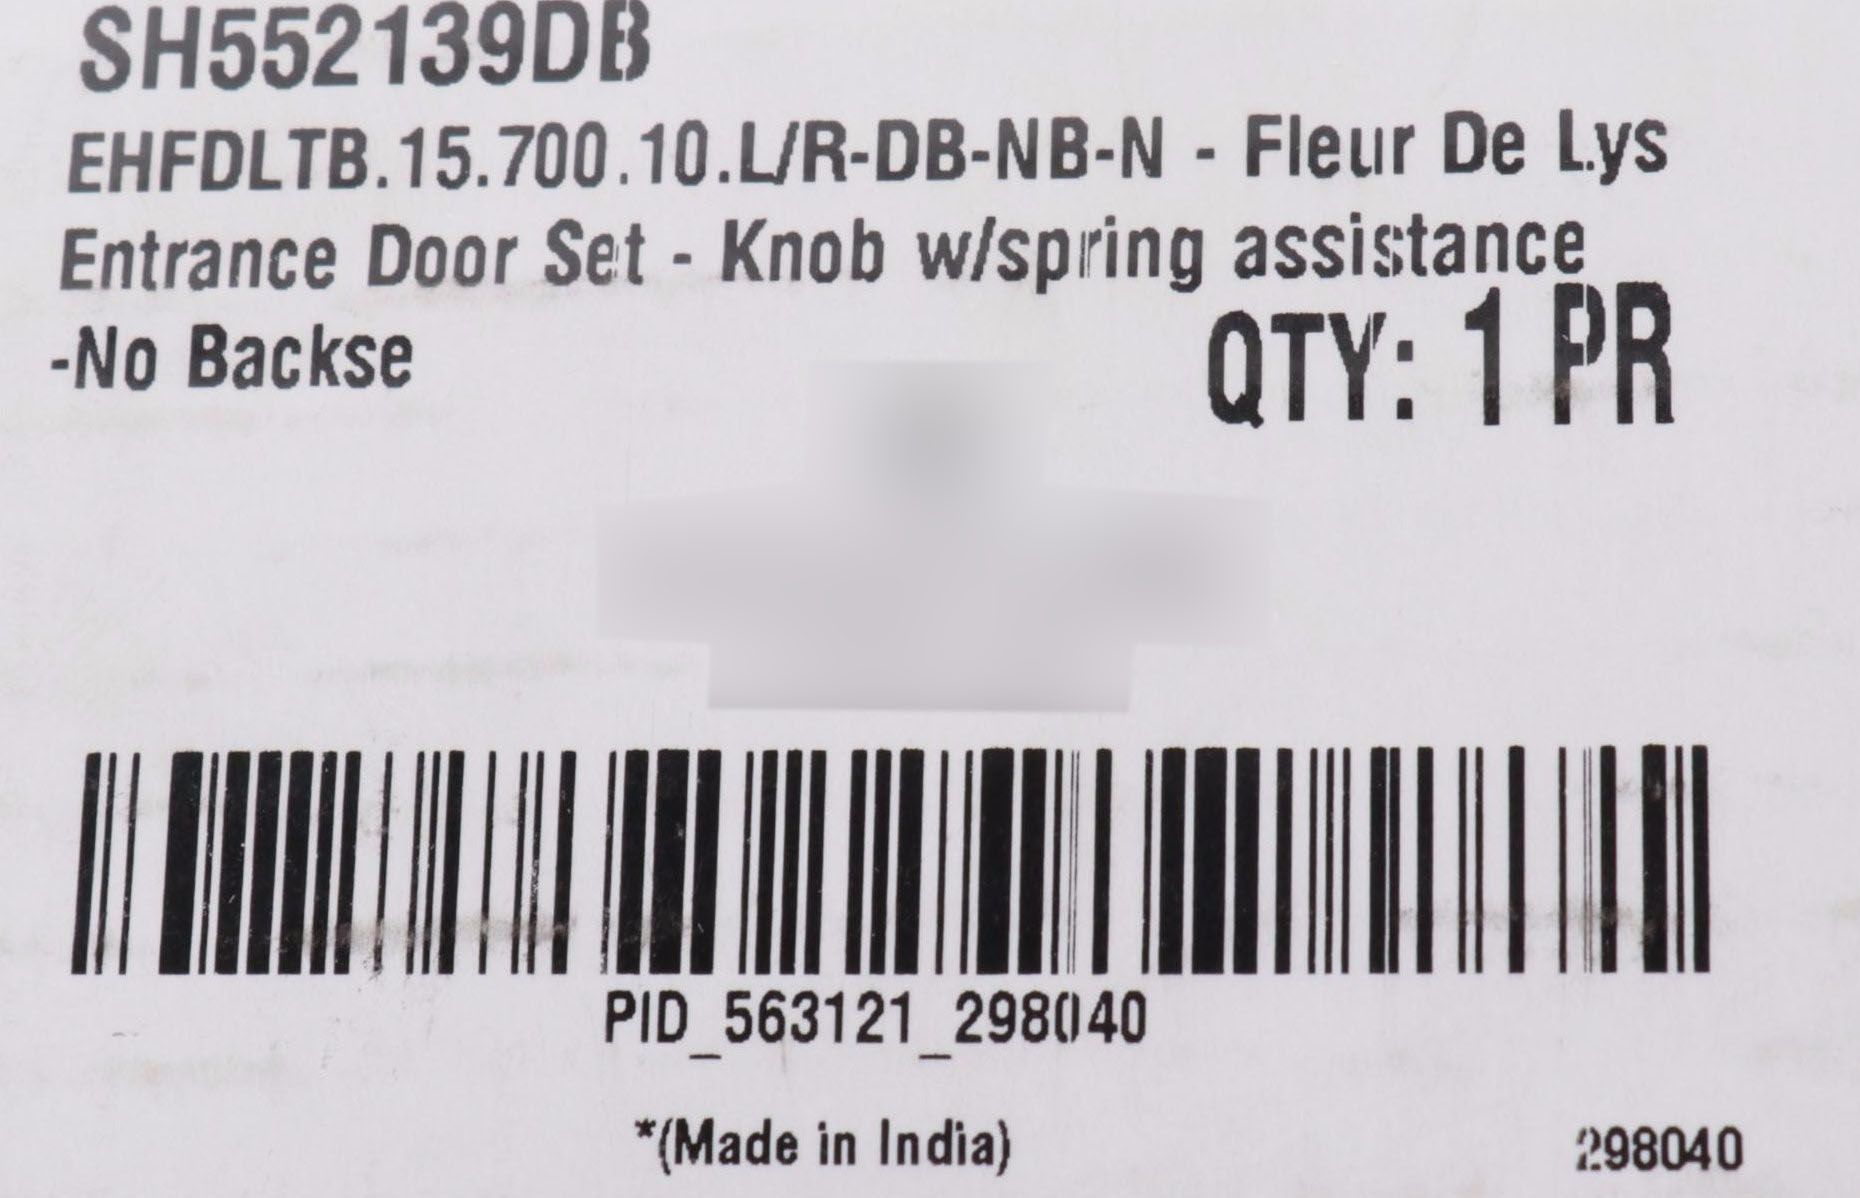 SH552139DB
EHFDLTB.15.700.10.L/R-DB-NB-N - Fleur De Lys
Entrance Door Set - Knob w/spring assistance
-No Backse
QTY: 1 PR
PID_563121_298040
*(Made in India)
298040